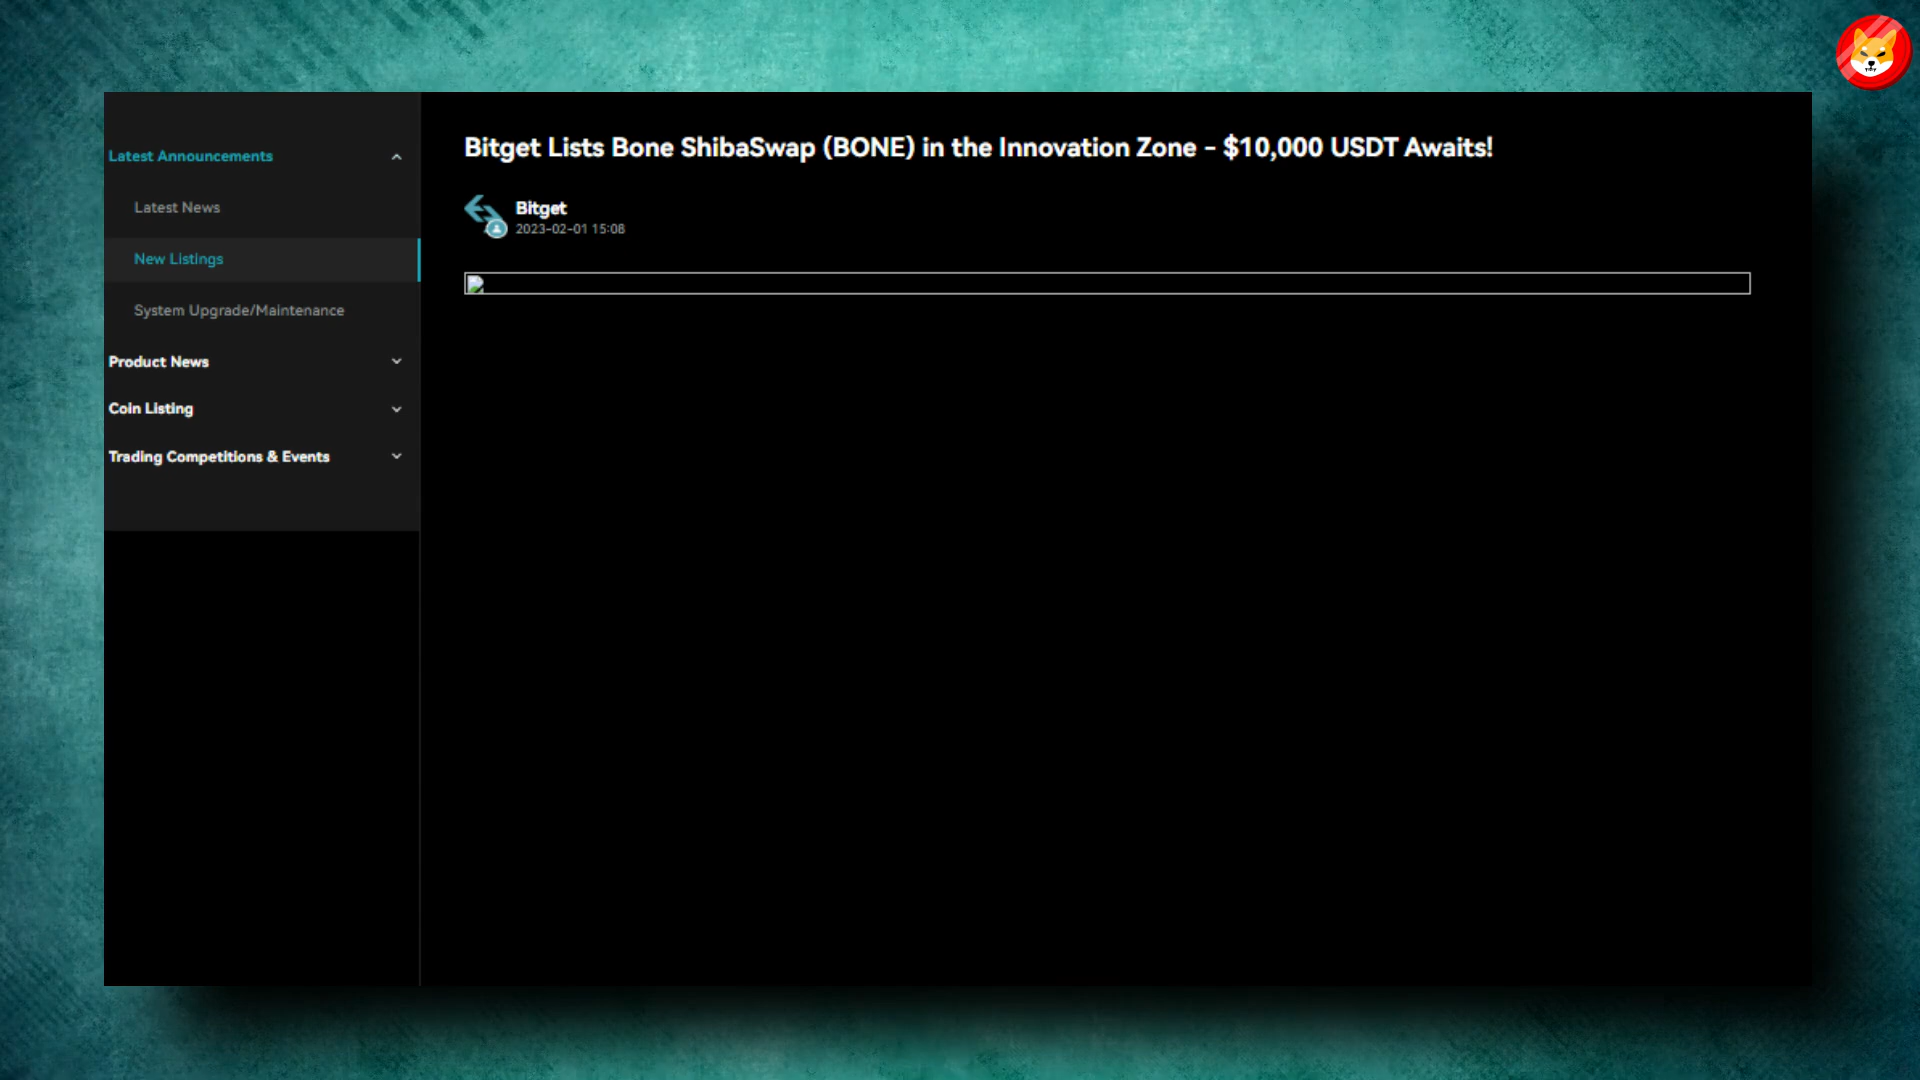 Latest Announcements
Latest News
New Listings
System Upgrade/Maintenance
Product News
Coin Listing
Trading Competitions & Events
Bitget Lists Bone ShibaSwap (BONE) in the Innovation Zone - $10,000 USDT Awaits!
Bitget
2023-02-01 15:08